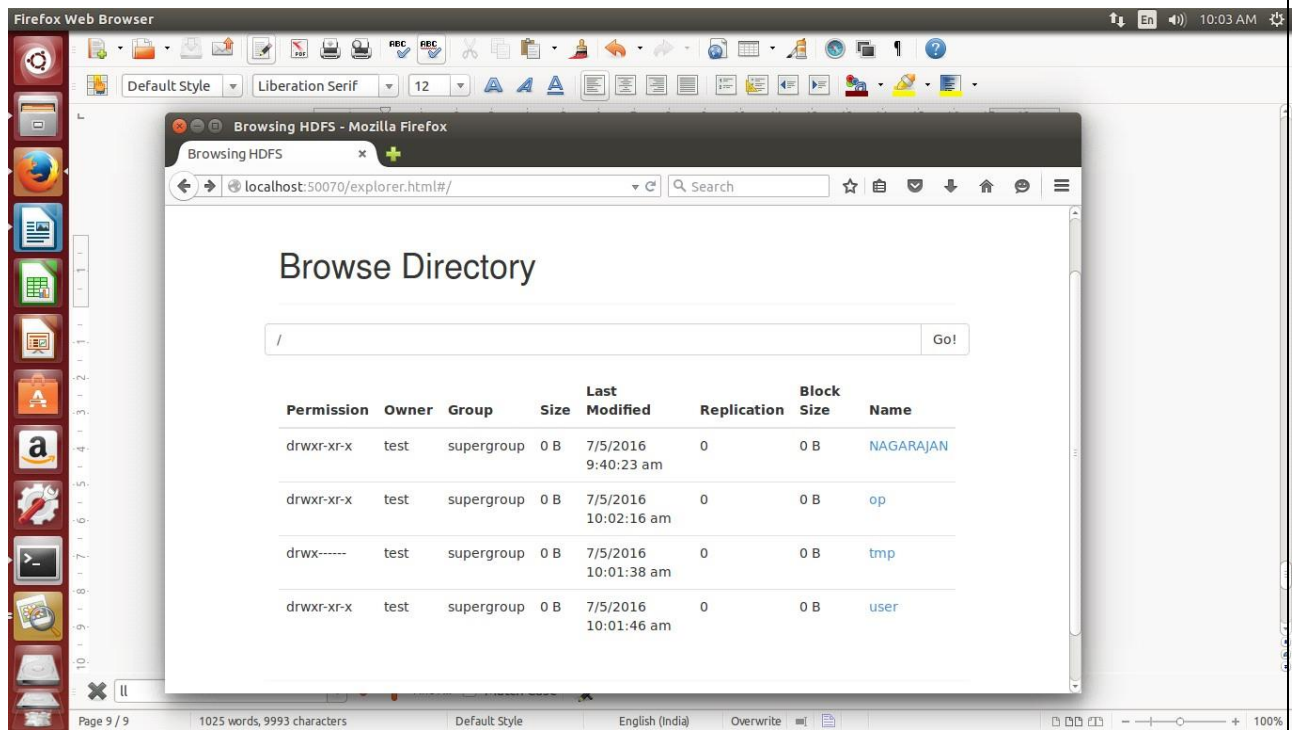 Firefox Web Browser
En
10:03 AM
ABC ABC
Default Style
Liberation Serif
12
Browsing HDFS - Mozilla Firefox
Browsing HDFS
localhost:50070/explorer.html#/
Search
Browse Directory
/
Go!
Permission Owner Group Size Last Modified Replication Block Size Name
drwxr-xr-x test supergroup 0 B 7/5/2016 9:40:23 am 0 0 B NAGARAJAN
drwxr-xr-x test supergroup 0 B 7/5/2016 10:02:16 am 0 0 B op
drwx------ test supergroup 0 B 7/5/2016 10:01:38 am 0 0 B tmp
drwxr-xr-x test supergroup 0 B 7/5/2016 10:01:46 am 0 0 B user
ll
Page 9 / 9 1025 words, 9993 characters Default Style English (India) Overwrite 100%